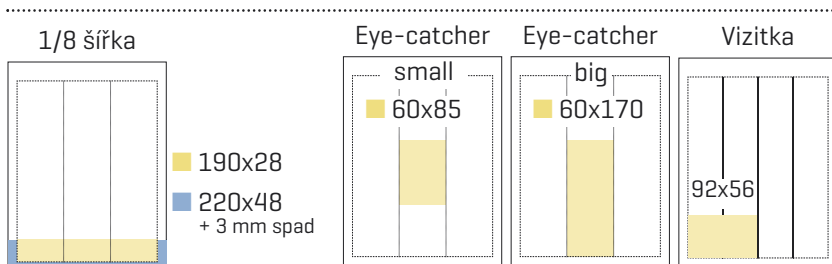 1/8 šířka
190x28
220x48
+ 3 mm spad
Eye-catcher
small
60x85
Eye-catcher
big
60x170
Vizitka
92x56